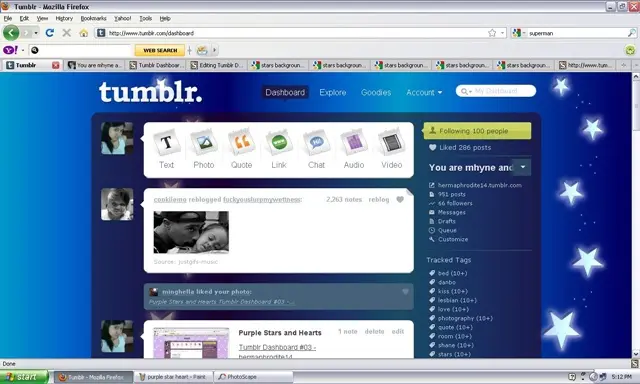 Tumblr - Mozilla Firefox
File Edit View History Bookmarks Yahoo! Tools Help
http://www.tumblr.com/dashboard
superman
Y! WEB SEARCH
Tumblr You are mhyne a... Tumblr Dashboar... Editing Tumblr D... stars backgroun... stars backgroun... stars backgroun... stars backgroun... stars backgroun... http://www.tum...
tumblr.
Dashboard Explore Goodies Account My Dashboard
Text Photo Quote Link Chat Audio Video
Following 100 people
Liked 286 posts
You are mhyne and
hermaphrodite14.tumblr.com
951 posts
66 followers
Messages
Drafts
Queue
Customize
reblogged
2,263 notes reblog
Source: justgifs-music
minghella liked your photo:
Purple Stars and Hearts Tumblr Dashboard #03 -...
Tracked Tags
bed (10+)
danbo
kiss (10+)
lesbian (10+)
love (10+)
photography (10+)
quote (10+)
room (10+)
shane (10+)
stars (10+)
Purple Stars and Hearts
1 note delete edit
Tumblr Dashboard #03 -
hermaphrodite14
Done
start
Tumblr - Mozilla Firefox
purple star heart - Paint
PhotoScape
5:12 PM